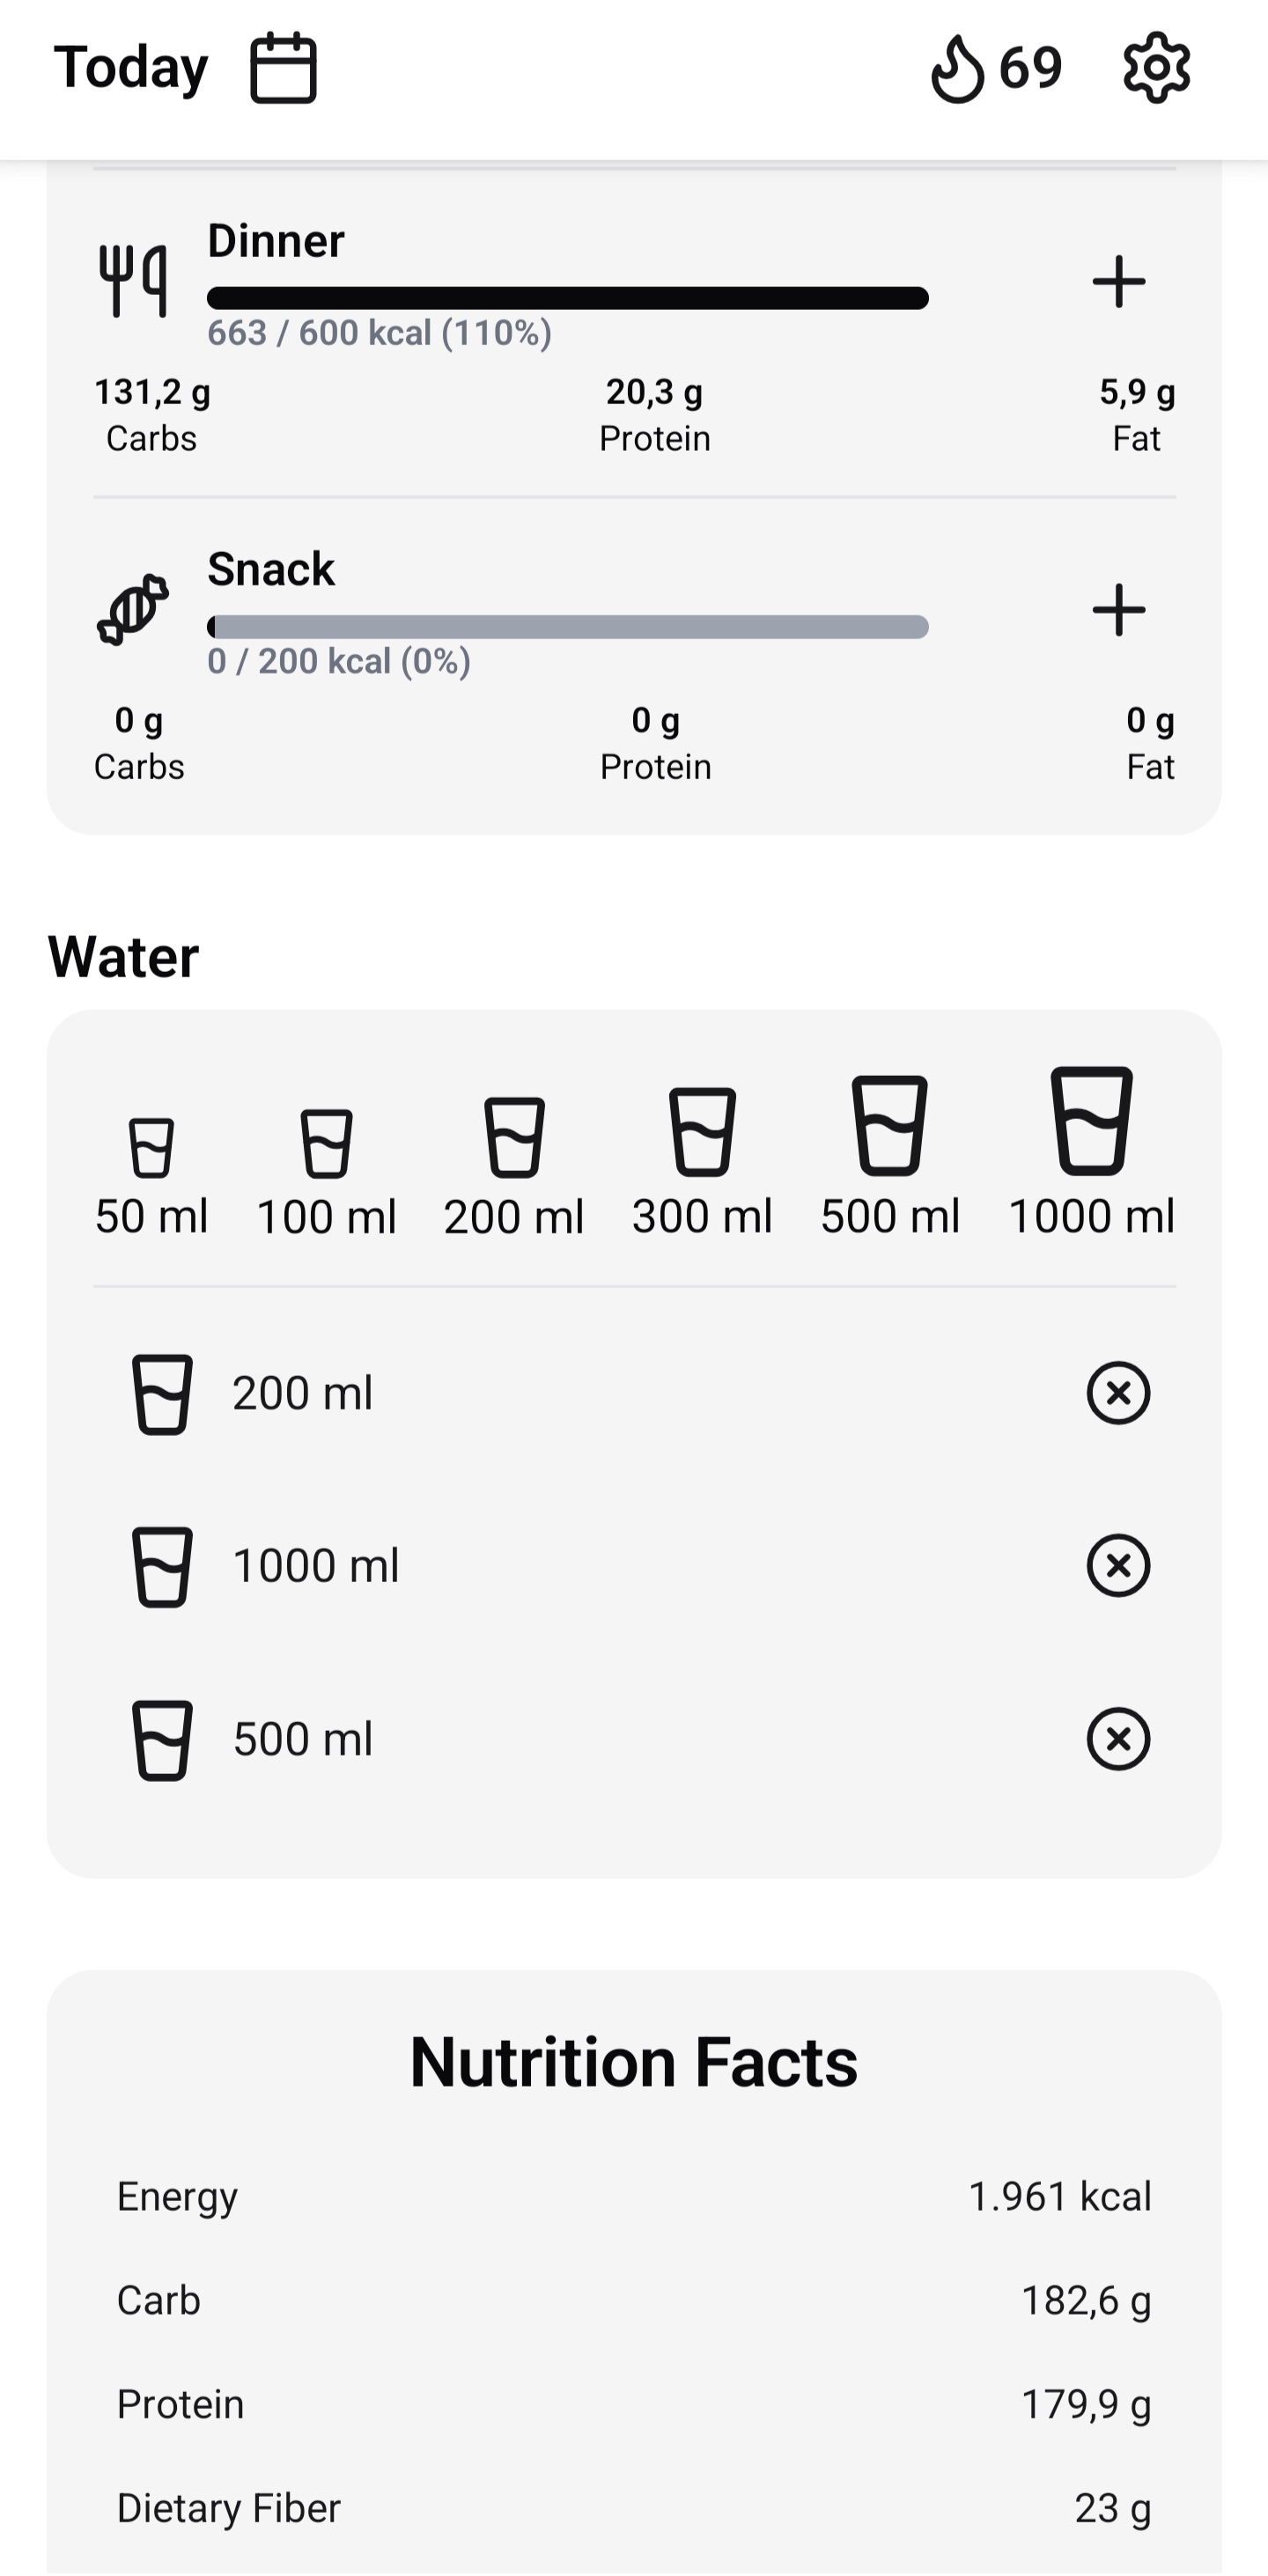 Today 69
Dinner
663 / 600 kcal (110%)
131,2 g 20,3 g 5,9 g
Carbs Protein Fat
Snack
0 / 200 kcal (0%)
0 g 0 g 0 g
Carbs Protein Fat
Water
50 ml 100 ml 200 ml 300 ml 500 ml 1000 ml
200 ml
1000 ml
500 ml
Nutrition Facts
Energy 1.961 kcal
Carb 182,6 g
Protein 179,9 g
Dietary Fiber 23 g